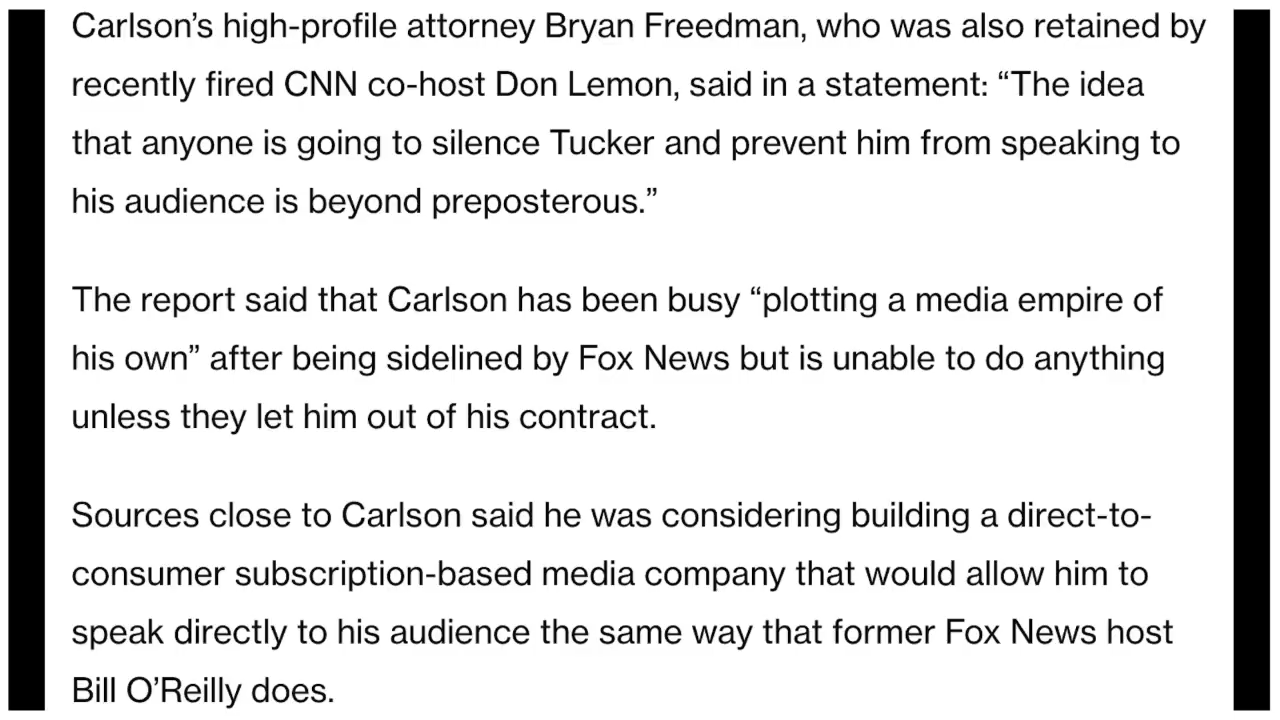 Carlson’s high-profile attorney Bryan Freedman, who was also retained by
recently fired CNN co-host Don Lemon, said in a statement: “The idea
that anyone is going to silence Tucker and prevent him from speaking to
his audience is beyond preposterous.”
The report said that Carlson has been busy “plotting a media empire of
his own” after being sidelined by Fox News but is unable to do anything
unless they let him out of his contract.
Sources close to Carlson said he was considering building a direct-to-
consumer subscription-based media company that would allow him to
speak directly to his audience the same way that former Fox News host
Bill O’Reilly does.